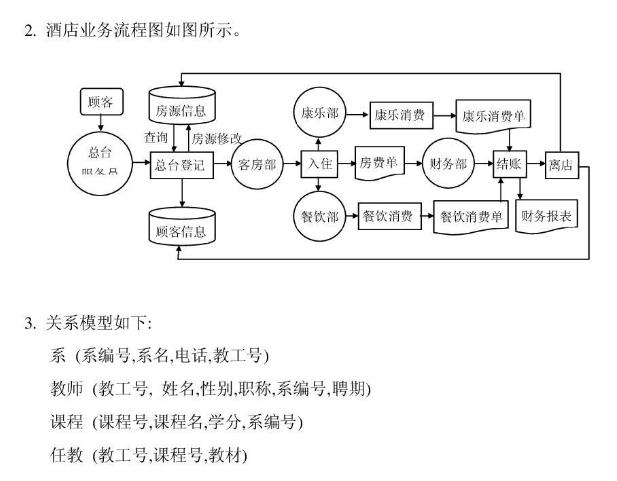 2. 酒店业务流程图如图所示。
顾客
房源信息
康乐部
康乐消费
康乐消费单
查询
房源修改
总台
总台登记
客房部
入住
房费单
财务部
结账
离店
顾客信息
餐饮部
餐饮消费
餐饮消费单
财务报表
3. 关系模型如下:
系 (系编号,系名,电话,教工号)
教师 (教工号, 姓名,性别,职称,系编号,聘期)
课程 (课程号,课程名,学分,系编号)
任教 (教工号,课程号,教材)